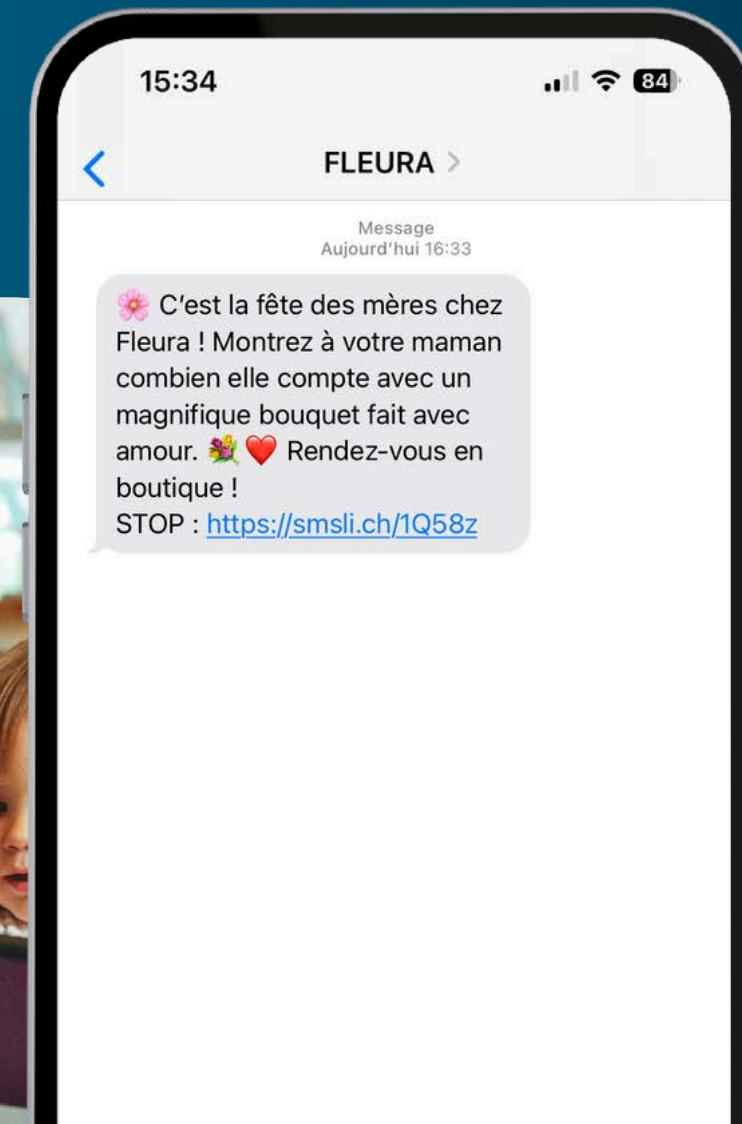 15:34
84
FLEURA
Message
Aujourd'hui 16:33
🌸 C'est la fête des mères chez
Fleura ! Montrez à votre maman
combien elle compte avec un
magnifique bouquet fait avec
amour. 💐❤️ Rendez-vous en
boutique !
STOP : https://smsli.ch/1Q58z